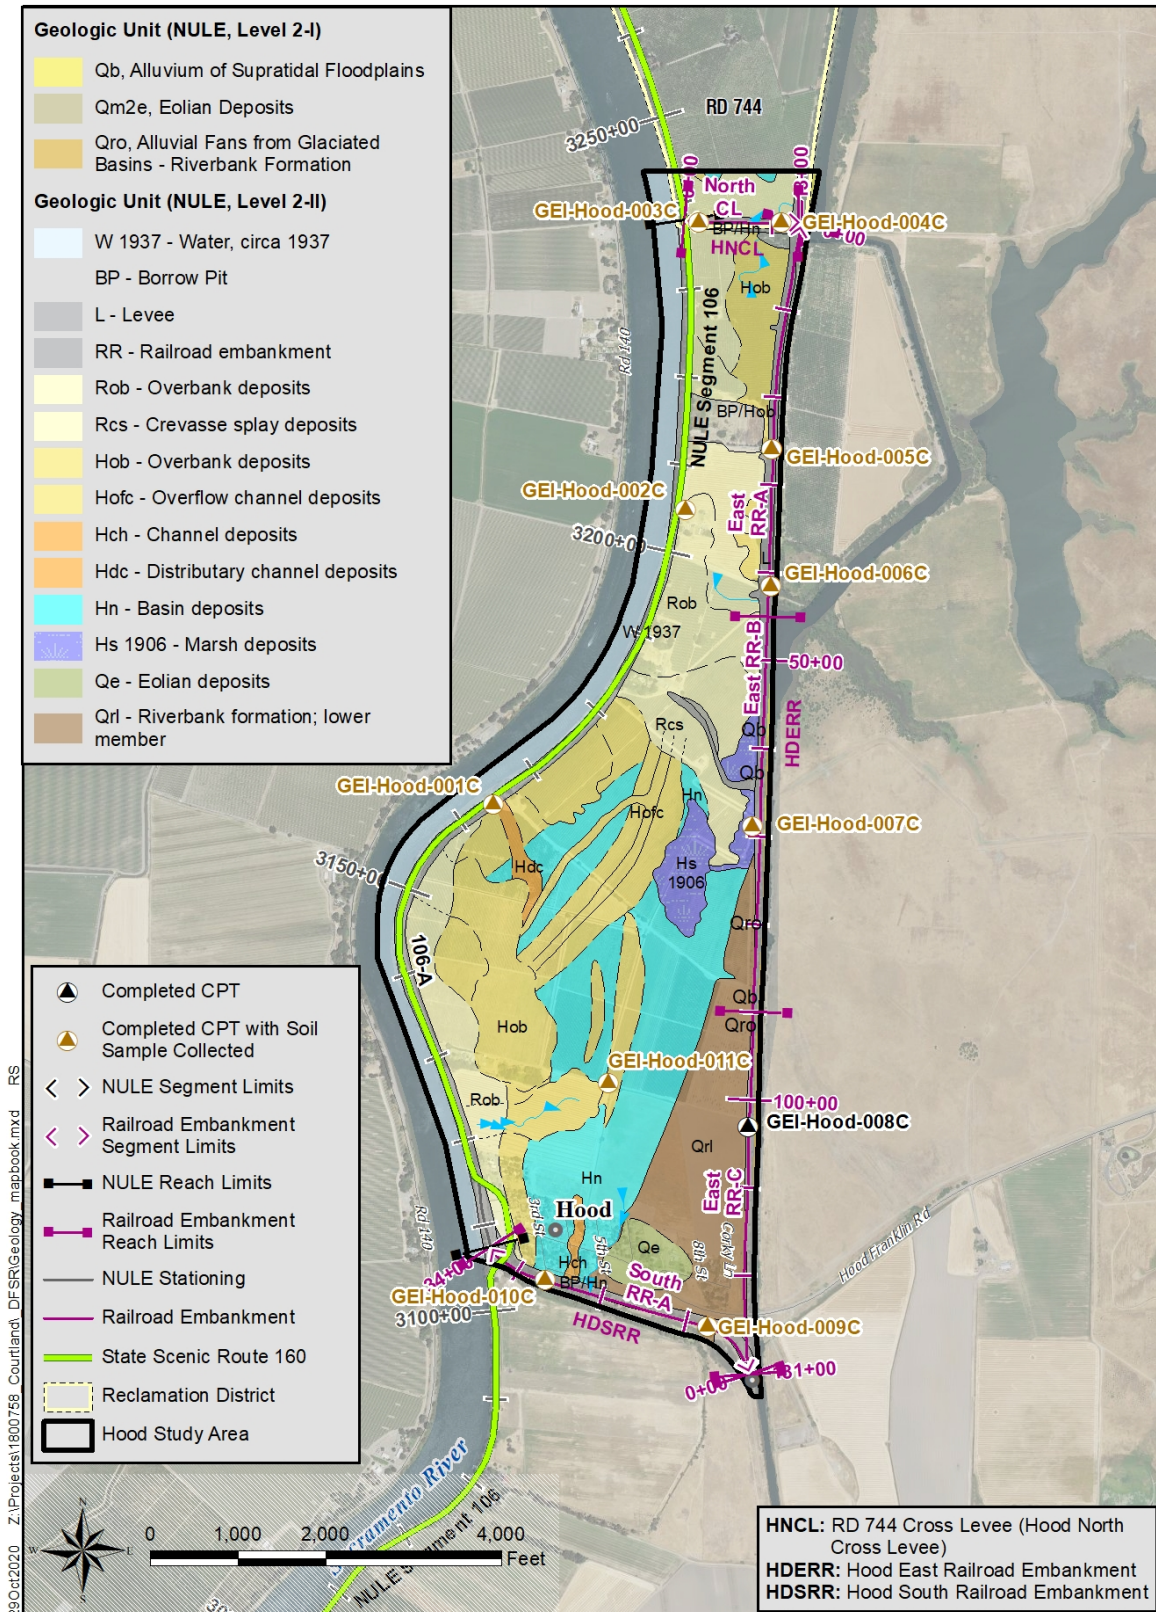 Geologic Unit (NULE, Level 2-I)
Qb, Alluvium of Supratidal Floodplains
Qm2e, Eolian Deposits
Qro, Alluvial Fans from Glaciated
Basins - Riverbank Formation
Geologic Unit (NULE, Level 2-II)
W 1937 - Water, circa 1937
BP - Borrow Pit
L - Levee
RR - Railroad embankment
Rob - Overbank deposits
Rcs - Crevasse splay deposits
Hob - Overbank deposits
Hofc - Overflow channel deposits
Hch - Channel deposits
Hdc - Distributary channel deposits
Hn - Basin deposits
Hs 1906 - Marsh deposits
Qe - Eolian deposits
Qrl - Riverbank formation; lower
member
RD 744
3250+00
North
CL
GEI-Hood-003C
GEI-Hood-004C
BP/Hn
HNCL
Hob
Rd 140
NULE Segment 106
BP/Hob
GEI-Hood-005C
GEI-Hood-002C
East
RR-A
3200+00
L
GEI-Hood-006C
Rob
W 1937
East RR-B
50+00
HDERR
Rcs
Qb
Qb
GEI-Hood-001C
Hn
Hofc
GEI-Hood-007C
Hdc
Hs
1906
3150+00
Qro
106-A
Qb
Qro
Hob
GEI-Hood-011C
Rob
100+00
GEI-Hood-008C
Qrl
Hn
East
RR-C
3rd St
Hood
Rd 140
5th St
Qe
8th St
Corky Ln
Hood Franklin Rd
Hch
BP/Hn
South
RR-A
34+00
GEI-Hood-010C
3100+00
HDSRR
GEI-Hood-009C
0+00
131+00
Completed CPT
Completed CPT with Soil
Sample Collected
NULE Segment Limits
Railroad Embankment
Segment Limits
NULE Reach Limits
Railroad Embankment
Reach Limits
NULE Stationing
Railroad Embankment
State Scenic Route 160
Reclamation District
Hood Study Area
Sacramento River
NULE Segment 106
N
W
E
S
0 1,000 2,000 4,000
Feet
HNCL: RD 744 Cross Levee (Hood North
Cross Levee)
HDERR: Hood East Railroad Embankment
HDSRR: Hood South Railroad Embankment
29Oct2020 Z:\Projects\1800758_Courtland\_DFSR\Geology_mapbook.mxd RS